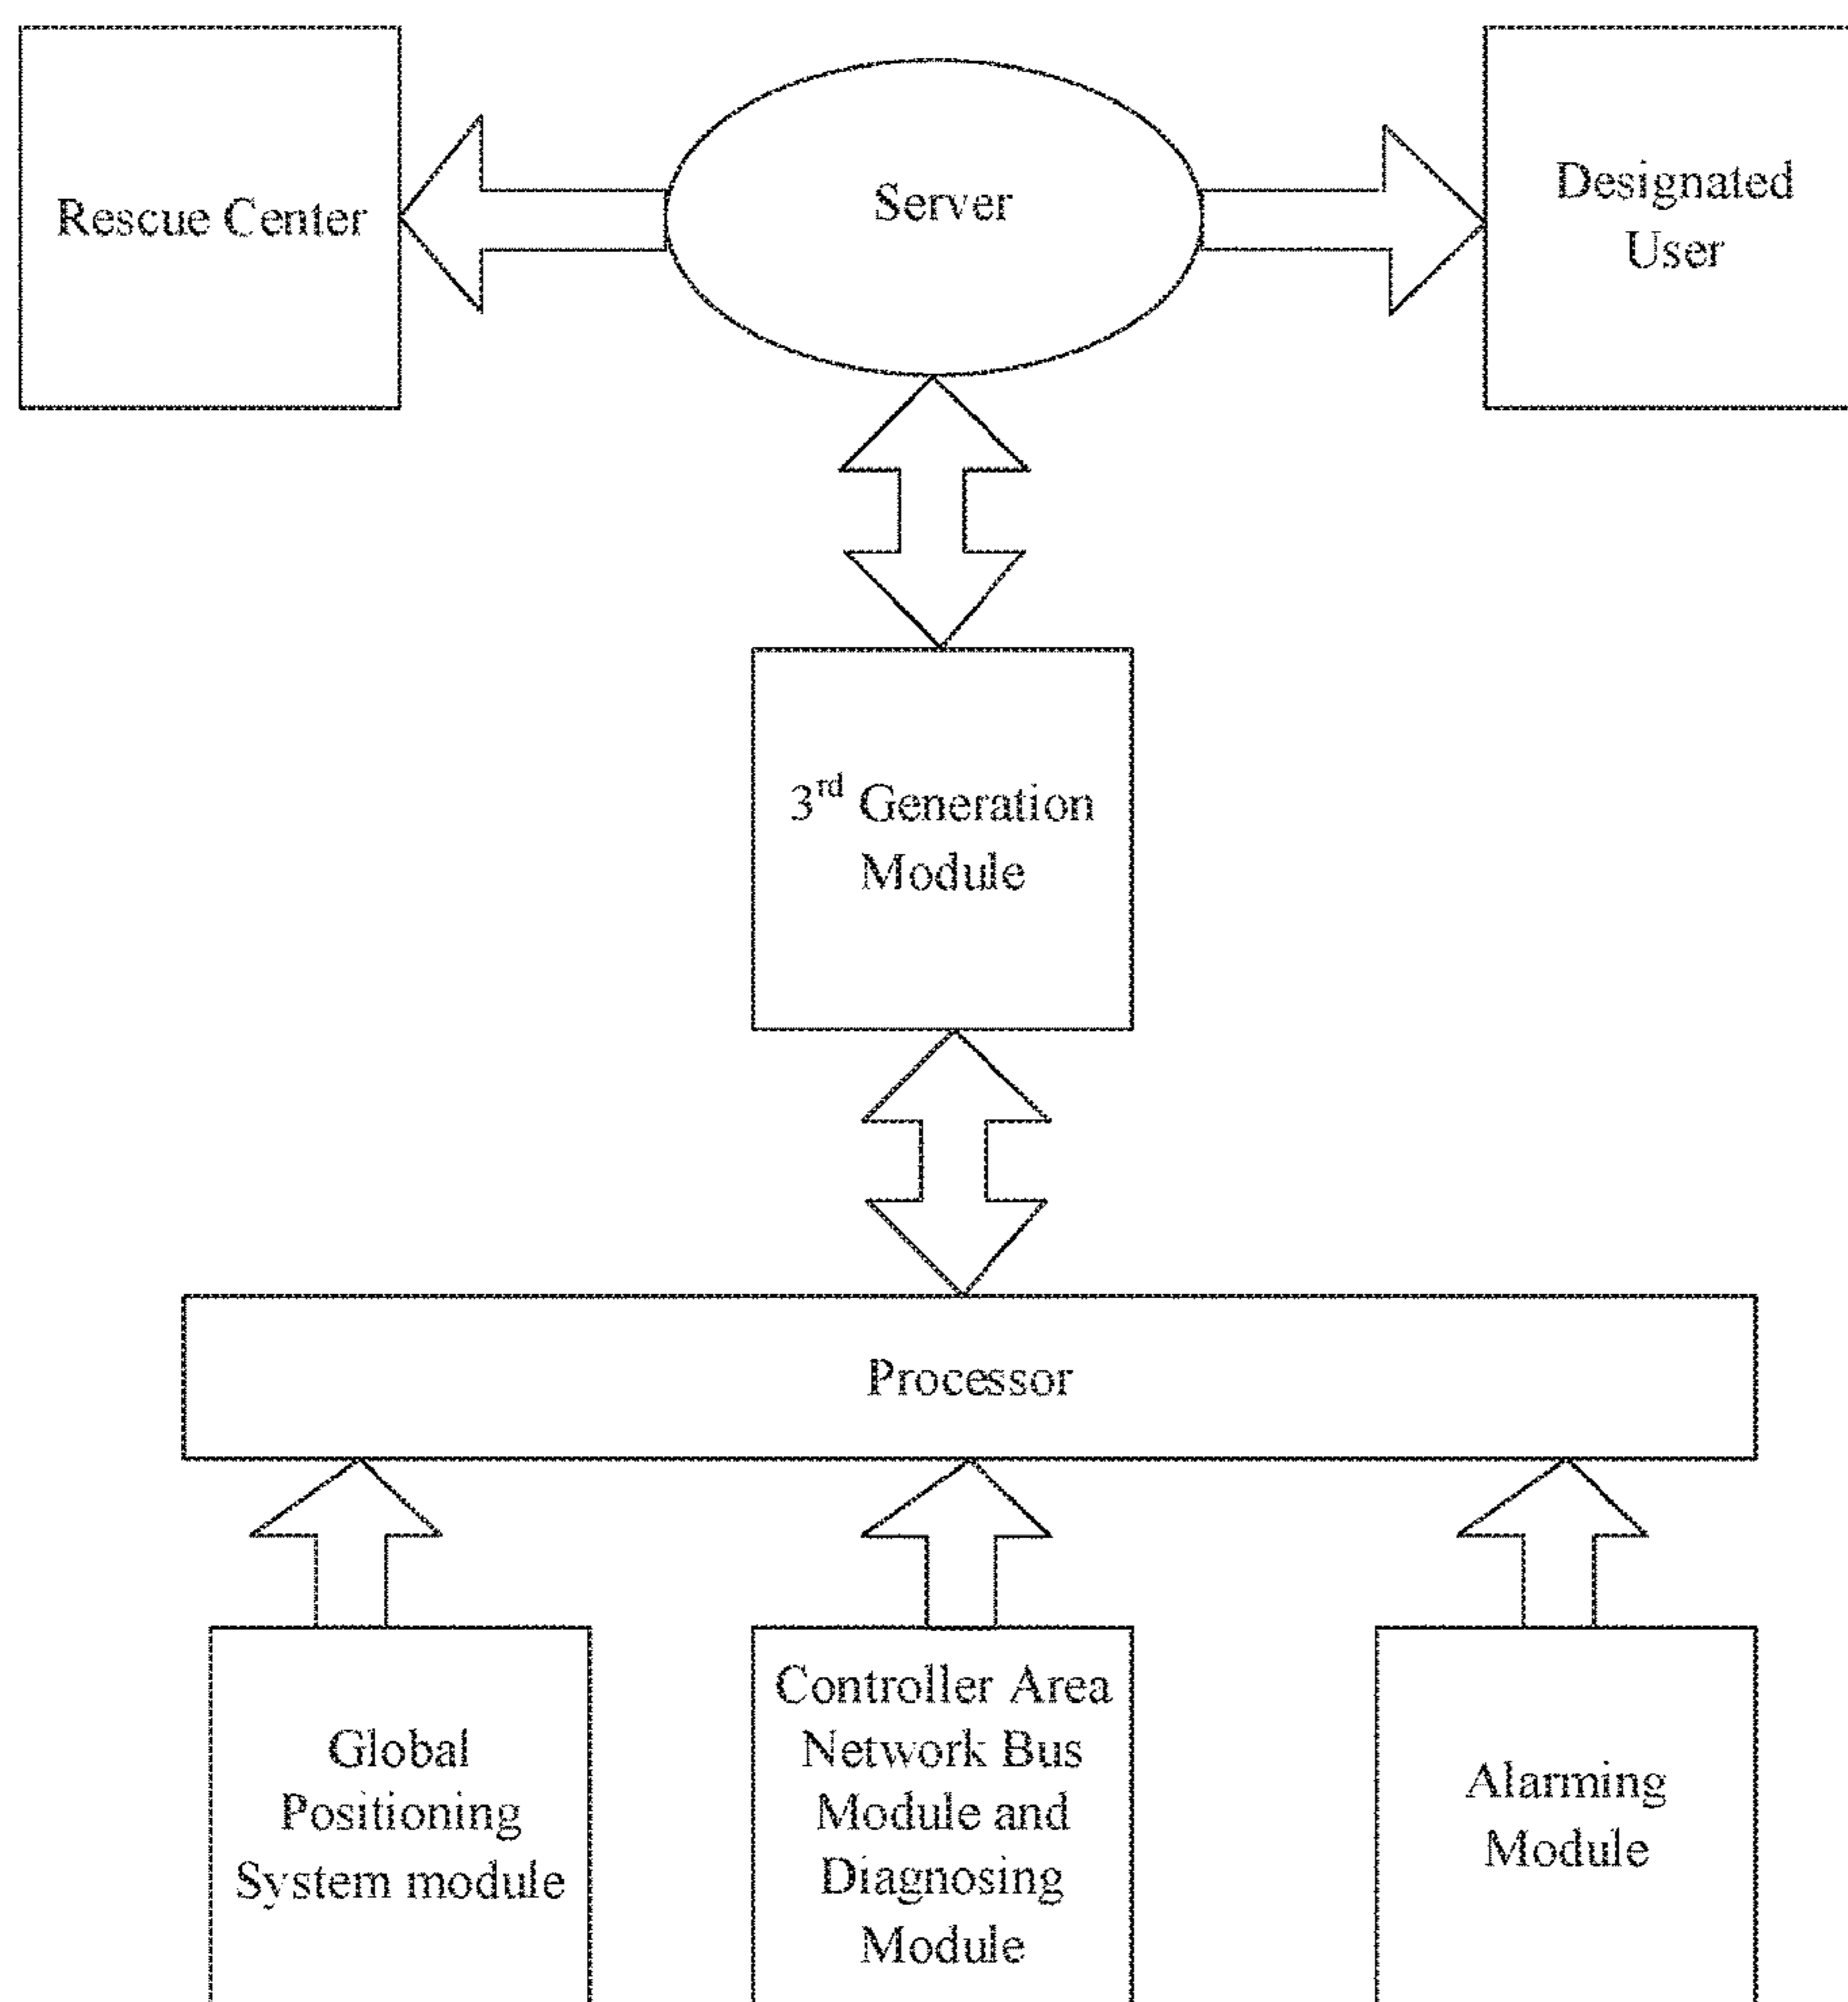 Rescue Center
Server
Designated
User
3rd Generation
Module
Processor
Global
Positioning
System module
Controller Area
Network Bus
Module and
Diagnosing
Module
Alarming
Module